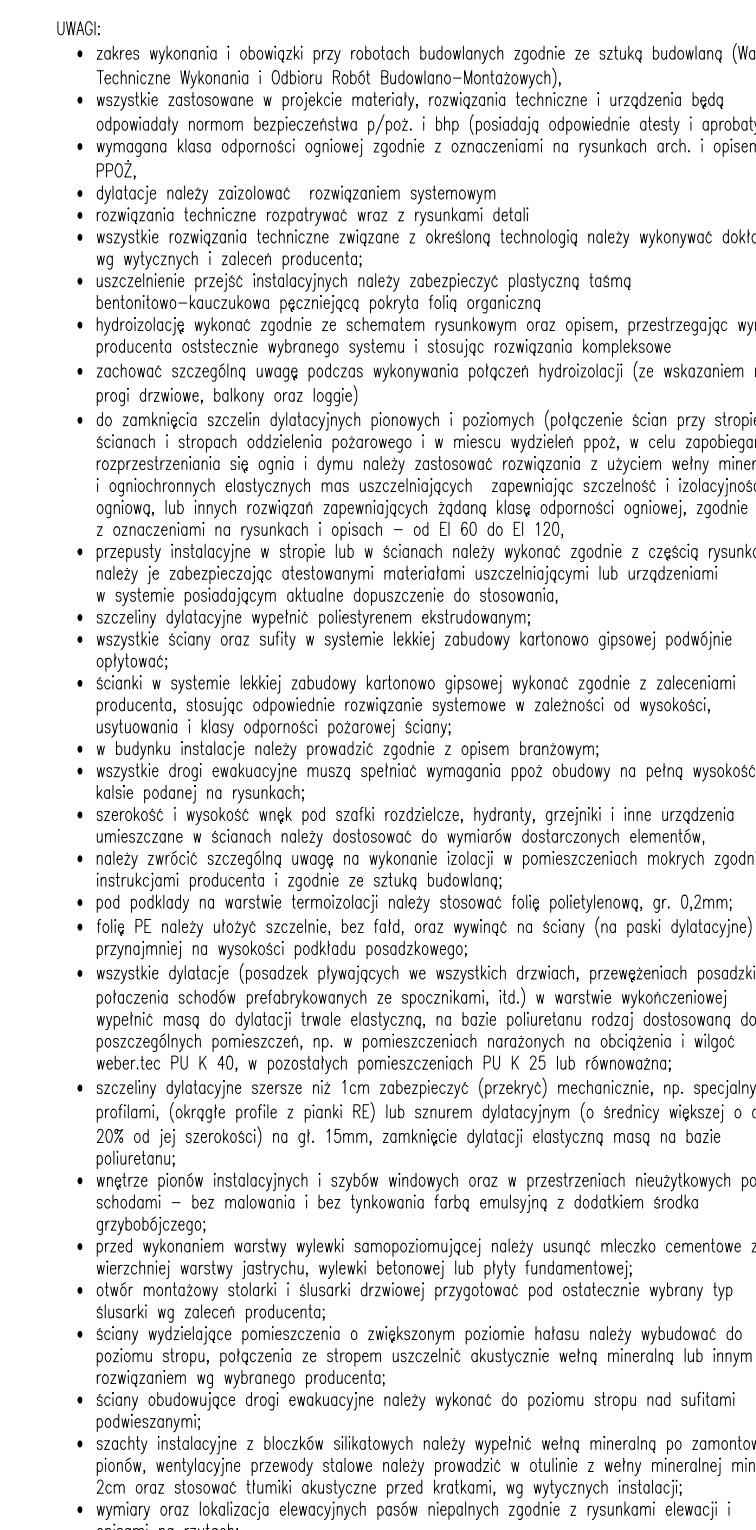 UWAGI:
• zakres wykonania i obowiązki przy robotach budowlanych zgodnie ze sztuką budowlaną (Wa
Techniczne Wykonania i Odbioru Robót Budowlano-Montażowych),
• wszystkie zastosowane w projekcie materiały, rozwiązania techniczne i urządzenia będą
odpowiadały normom bezpieczeństwa p/poż. i bhp (posiadają odpowiednie atesty i aprobaty
• wymagana klasa odporności ogniowej zgodnie z oznaczeniami na rysunkach arch. i opisem
PPOŻ,
• dylatacje należy zaizolować rozwiązaniem systemowym
• rozwiązania techniczne rozpatrywać wraz z rysunkami detali
• wszystkie rozwiązania techniczne związane z określoną technologią należy wykonywać dokła
wg wytycznych i zaleceń producenta;
• uszczelnienie przejść instalacyjnych należy zabezpieczyć plastyczną taśmą
bentonitowo-kauczukowa pęczniejącą pokryta folią organiczną
• hydroizolację wykonać zgodnie ze schematem rysunkowym oraz opisem, przestrzegając wy
producenta oststecznie wybranego systemu i stosując rozwiązania kompleksowe
• zachować szczególną uwagę podczas wykonywania połączeń hydroizolacji (ze wskazaniem
progi drzwiowe, balkony oraz loggie)
• do zamknięcia szczelin dylatacyjnych pionowych i poziomych (połączenie ścian przy stropie
ścianach i stropach oddzielenia pożarowego i w miescu wydzieleń ppoż, w celu zapobiegan
rozprzestrzeniania się ognia i dymu należy zastosować rozwiązania z użyciem wełny miner
i ogniochronnych elastycznych mas uszczelniających zapewniając szczelność i izolacyjność
ogniową, lub innych rozwiązań zapewniających żądaną klasę odporności ogniowej, zgodnie
z oznaczeniami na rysunkach i opisach - od EI 60 do EI 120,
• przepusty instalacyjne w stropie lub w ścianach należy wykonać zgodnie z częścią rysunko
należy je zabezpieczając atestowanymi materiałami uszczelniającymi lub urządzeniami
w systemie posiadającym aktualne dopuszczenie do stosowania,
• szczeliny dylatacyjne wypełnić poliestyrenem ekstrudowanym;
• wszystkie ściany oraz sufity w systemie lekkiej zabudowy kartonowo gipsowej podwójnie
opłytować;
• ścianki w systemie lekkiej zabudowy kartonowo gipsowej wykonać zgodnie z zaleceniami
producenta, stosując odpowiednie rozwiązanie systemowe w zależności od wysokości,
usytuowania i klasy odporności pożarowej ściany;
• w budynku instalacje należy prowadzić zgodnie z opisem branżowym;
• wszystkie drogi ewakuacyjne muszą spełniać wymagania ppoż obudowy na pełną wysokość
kalsie podanej na rysunkach;
• szerokość i wysokość wnęk pod szafki rozdzielcze, hydranty, grzejniki i inne urządzenia
umieszczane w ścianach należy dostosować do wymiarów dostarczonych elementów,
• należy zwrócić szczególną uwagę na wykonanie izolacji w pomieszczeniach mokrych zgodni
instrukcjami producenta i zgodnie ze sztuką budowlaną;
• pod podkłady na warstwie termoizolacji należy stosować folię polietylenową, gr. 0,2mm;
• folię PE należy ułożyć szczelnie, bez fałd, oraz wywinąć na ściany (na paski dylatacyjne)
przynajmniej na wysokości podkładu posadzkowego;
• wszystkie dylatacje (posadzek pływających we wszystkich drzwiach, przewężeniach posadzki
połaczenia schodów prefabrykowanych ze spocznikami, itd.) w warstwie wykończeniowej
wypełnić masą do dylatacji trwale elastyczną, na bazie poliuretanu rodzaj dostosowaną do
poszczególnych pomieszczeń, np. w pomieszczeniach narażonych na obciążenia i wilgoć
weber.tec PU K 40, w pozostałych pomieszczeniach PU K 25 lub równoważna;
• szczeliny dylatacyjne szersze niż 1cm zabezpieczyć (przekryć) mechanicznie, np. specjalny
profilami, (okrągłe profile z pianki RE) lub sznurem dylatacyjnym (o średnicy większej o
20% od jej szerokości) na gł. 15mm, zamknięcie dylatacji elastyczną masą na bazie
poliuretanu;
• wnętrze pionów instalacyjnych i szybów windowych oraz w przestrzeniach nieużytkowych po
schodami - bez malowania i bez tynkowania farbą emulsyjną z dodatkiem środka
grzybobójczego;
• przed wykonaniem warstwy wylewki samopoziomującej należy usunąć mleczko cementowe z
wierzchniej warstwy jastrychu, wylewki betonowej lub płyty fundamentowej;
• otwór montażowy stolarki i ślusarki drzwiowej przygotować pod ostatecznie wybrany typ
ślusarki wg zaleceń producenta;
• ściany wydzielające pomieszczenia o zwiększonym poziomie hałasu należy wybudować do
poziomu stropu, połączenia ze stropem uszczelnić akustycznie wełną mineralną lub innym
rozwiązaniem wg wybranego producenta;
• ściany obudowujące drogi ewakuacyjne należy wykonać do poziomu stropu nad sufitami
podwieszanymi;
• szachty instalacyjne z bloczków silikatowych należy wypełnić wełną mineralną po zamontow
pionów, wentylacyjne przewody stalowe należy prowadzić w otulinie z wełny mineralnej min
2cm oraz stosować tłumiki akustyczne przed kratkami, wg wytycznych instalacji;
• wymiary oraz lokalizacja elewacyjnych pasów niepalnych zgodnie z rysunkami elewacji i
opisami na rzutach;